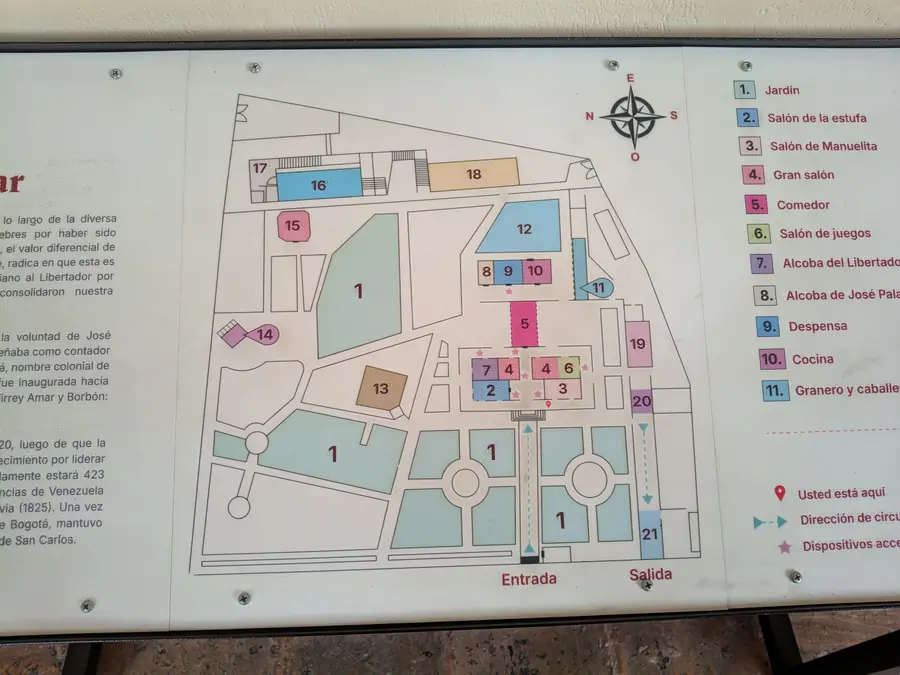 ar
lo largo de la diversa
ebres por haber sido
, el valor diferencial de
, radica en que esta es
iano al Libertador por
consolidaron nuestra
la voluntad de José
eñaba como contador
á, nombre colonial de
fue inaugurada hacia
irrey Amar y Borbón:
20, luego de que la
ecimiento por liderar
damente estará 423
ncias de Venezuela
via (1825). Una vez
e Bogotá, mantuvo
de San Carlos.
E
N
S
O
17
16
18
15
12
1
8
9
10
11
5
14
19
7
4
4
6
13
2
3
20
1
1
1
21
Entrada
Salida
1. Jardín
2. Salón de la estufa
3. Salón de Manuelita
4. Gran salón
5. Comedor
6. Salón de juegos
7. Alcoba del Libertado
8. Alcoba de José Pala
9. Despensa
10. Cocina
11. Granero y caballe
Usted está aquí
Dirección de circu
Dispositivos acce